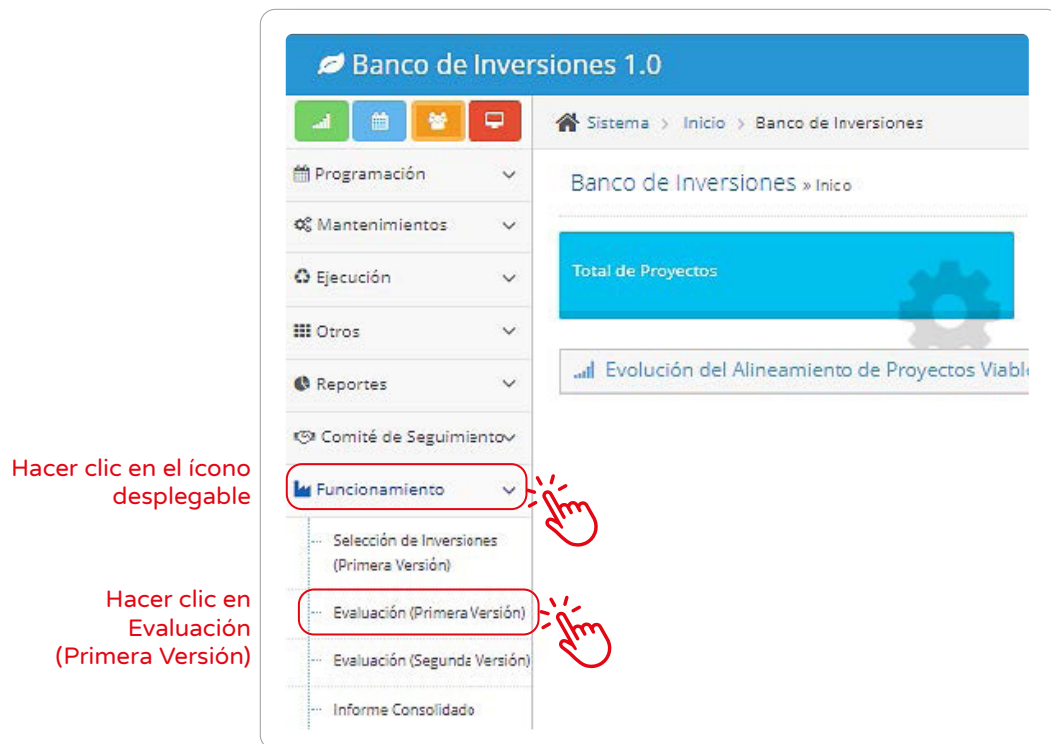 Banco de Inversiones 1.0
Sistema > Inicio > Banco de Inversiones
Programación
Mantenimientos
Ejecución
Otros
Reportes
Comité de Seguimiento
Funcionamiento
Selección de Inversiones
(Primera Versión)
Evaluación (Primera Versión)
Evaluación (Segunda Versión)
Informe Consolidado
Banco de Inversiones » Inico
Total de Proyectos
Evolución del Alineamiento de Proyectos Viabl
Hacer clic en el ícono
desplegable
Hacer clic en
Evaluación
(Primera Versión)